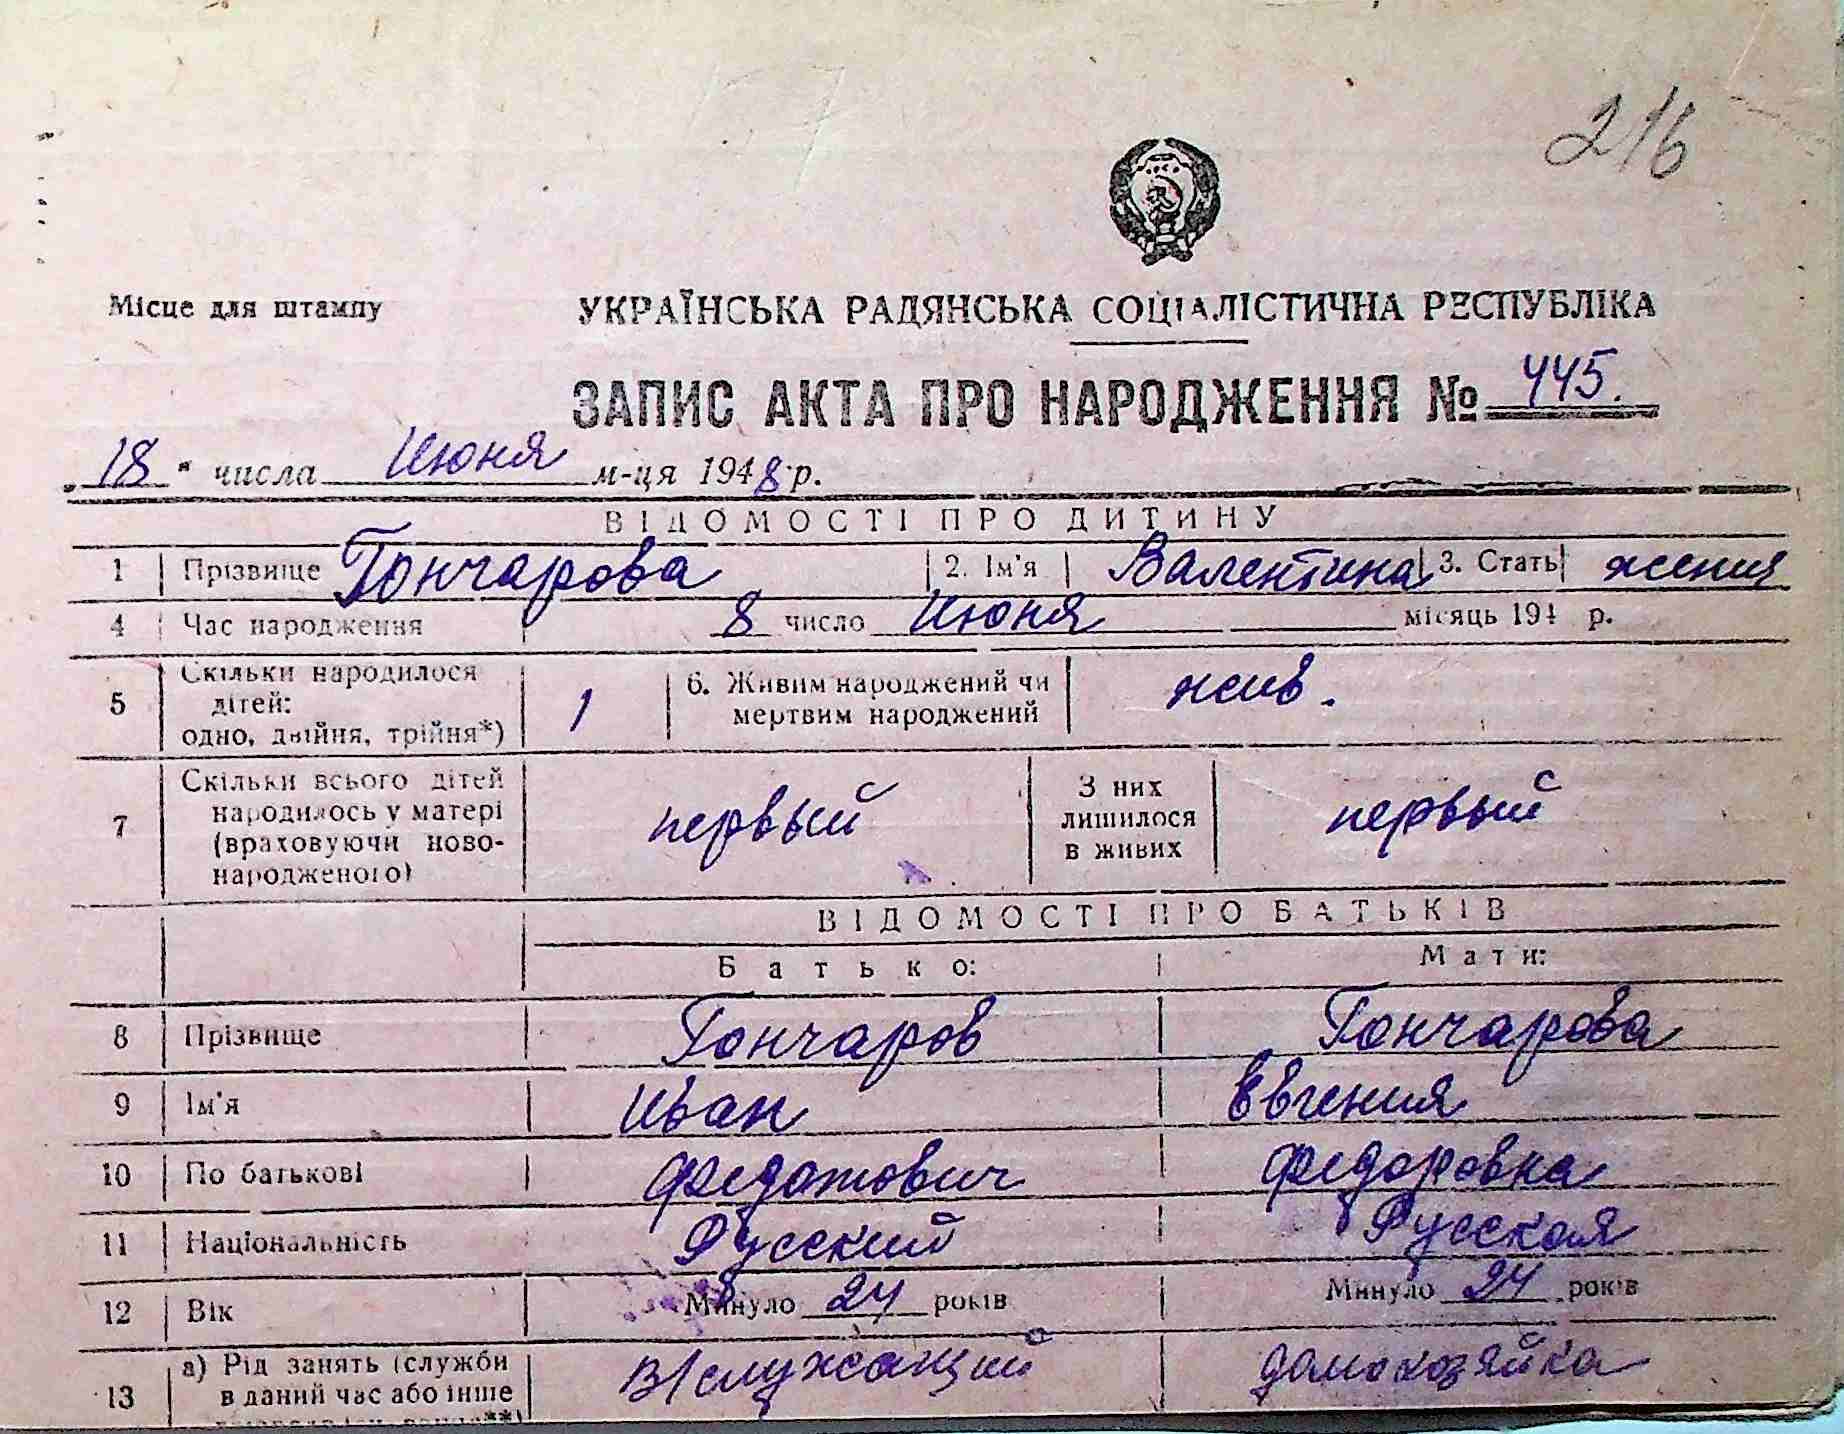 216
Місце для штампу
УКРАЇНСЬКА РАДЯНСЬКА СОЦІАЛІСТИЧНА РЕСПУБЛІКА
ЗАПИС АКТА ПРО НАРОДЖЕННЯ № 445.
„18" числа Июня м-ця 1948 р.
ВІДОМОСТІ ПРО ДИТИНУ
1 Прізвище Гончарова 2. Ім'я Валентина 3. Стать жения
4 Час народження 8 число Июня місяць 194 р.
5 Скільки народилося дітей: одно, двійня, трійня*) 1 6. Живим народжений чи мертвим народжений жив.
7 Скільки всього дітей народилось у матері (враховуючи ново-народженого) первый З них лишилося в живих первый
ВІДОМОСТІ ПРО БАТЬКІВ
Батько: Мати:
8 Прізвище Гончаров Гончарова
9 Ім'я Иван Евгения
10 По батькові Федотович Федоровна
11 Національність Русский Русская
12 Вік Минуло 24 років Минуло 24 років
13 а) Рід занять (служби в даний час або інше в/служащий домохозяйка